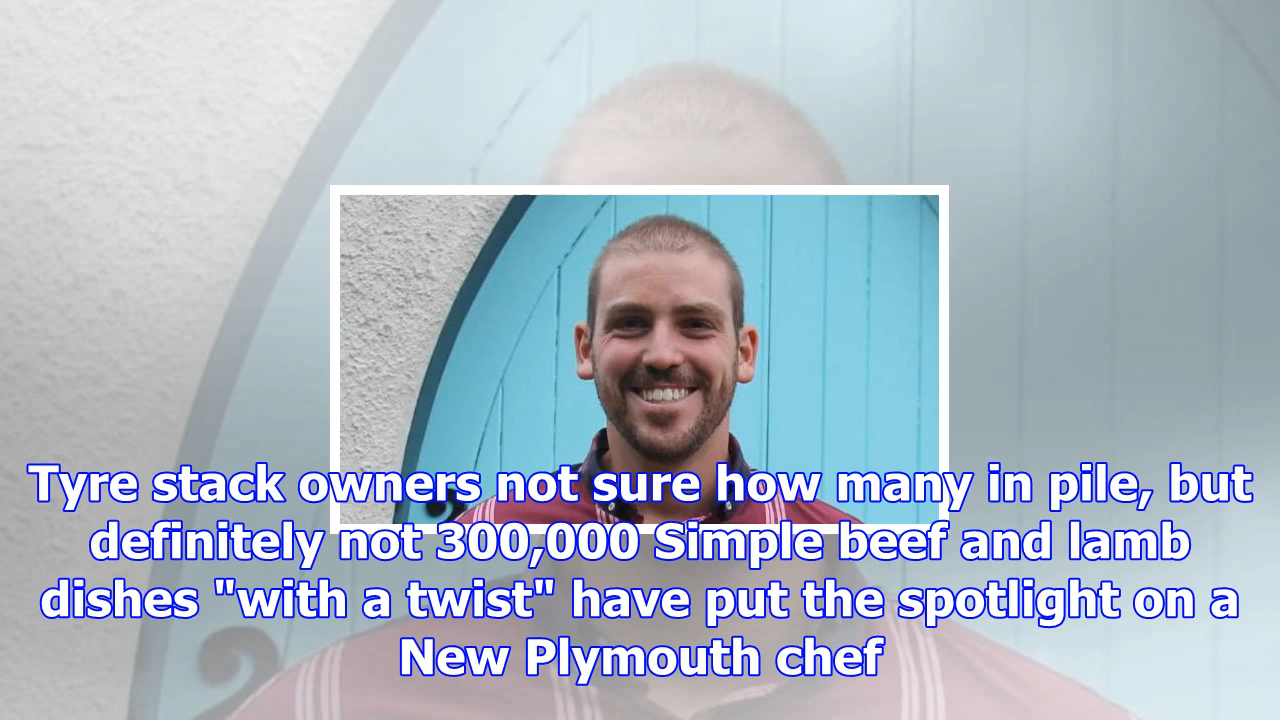 Tyre stack owners not sure how many in pile, but
definitely not 300,000 Simple beef and lamb
dishes "with a twist" have put the spotlight on a
New Plymouth chef